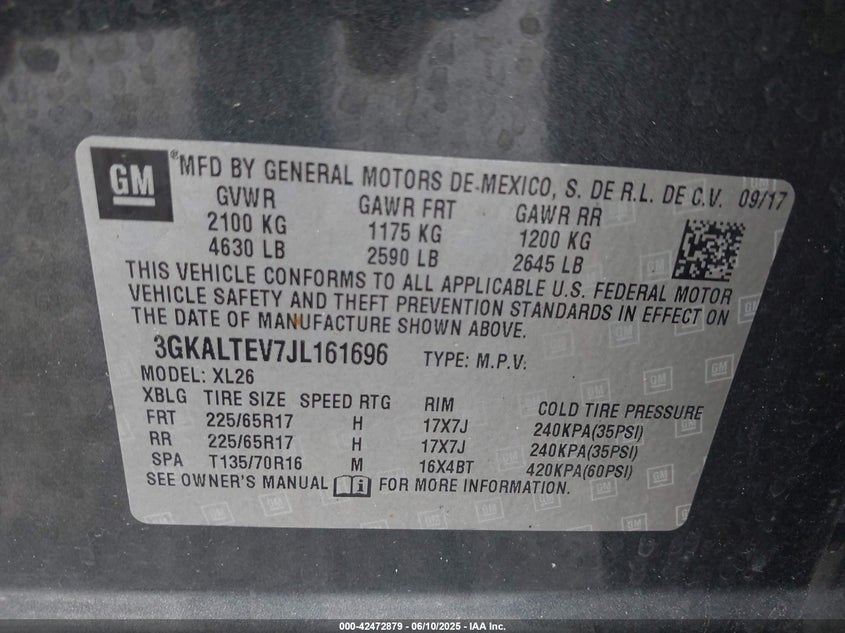 GM
®MFD BY GENERAL MOTORS DE MEXICO, S. DE R.L. DE C.V. 09/17
GVWR GAWR FRT GAWR RR
2100 KG 1175 KG 1200 KG
4630 LB 2590 LB 2645 LB
THIS VEHICLE CONFORMS TO ALL APPLICABLE U.S. FEDERAL MOTOR
VEHICLE SAFETY AND THEFT PREVENTION STANDARDS IN EFFECT ON
THE DATE OF MANUFACTURE SHOWN ABOVE.
3GKALTEV7JL161696 TYPE: M.P.V.
MODEL: XL26
XBLG TIRE SIZE SPEED RTG RIM COLD TIRE PRESSURE
FRT 225/65R17 H 17X7J 240KPA(35PSI)
RR 225/65R17 H 17X7J 240KPA(35PSI)
SPA T135/70R16 M 16X4BT 420KPA(60PSI)
SEE OWNER'S MANUAL FOR MORE INFORMATION.
000-42472879 - 06/10/2025 - IAA Inc.